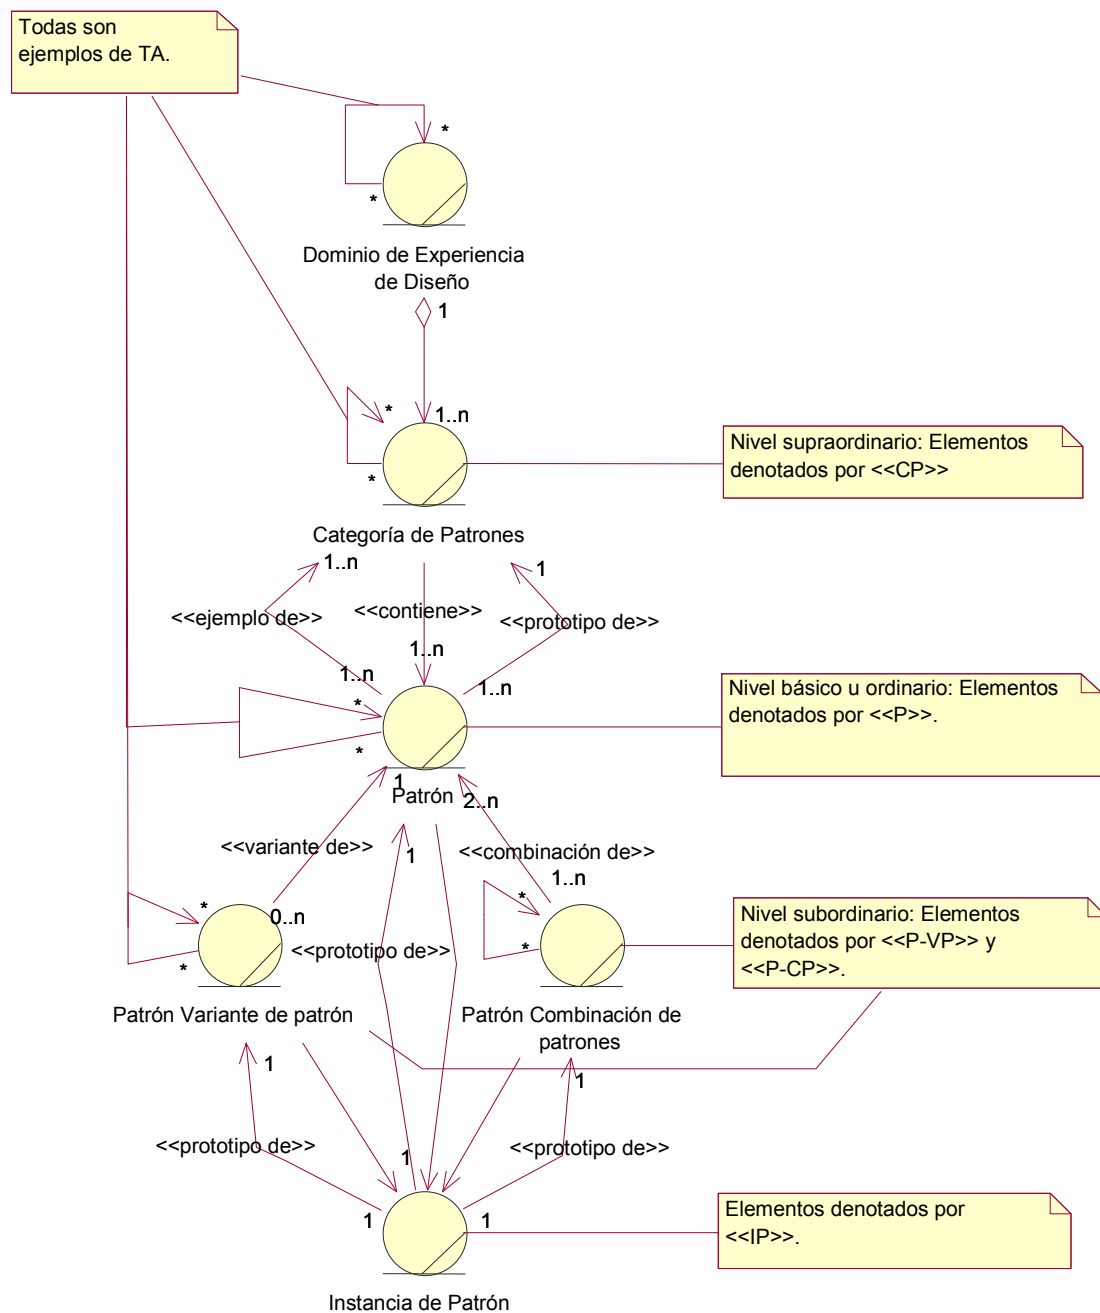 Todas son
ejemplos de TA.
*
*
Dominio de Experiencia
de Diseño
1
*
1..n
*
Nivel supraordinario: Elementos
denotados por <<CP>>
Categoría de Patrones
1..n
1
<<ejemplo de>>
<<contiene>>
<<prototipo de>>
1..n
1..n
1..n
*
*
Nivel básico u ordinario: Elementos
denotados por <<P>>.
1
Patrón
2..n
<<variante de>>
1
<<combinación de>>
1..n
*
*
0..n
<<prototipo de>>
*
*
Nivel subordinario: Elementos
denotados por <<P-VP>> y
<<P-CP>>.
Patrón Variante de patrón
Patrón Combinación de
patrones
1
1
<<prototipo de>>
1
<<prototipo de>>
1
1
Elementos denotados por
<<IP>>.
Instancia de Patrón